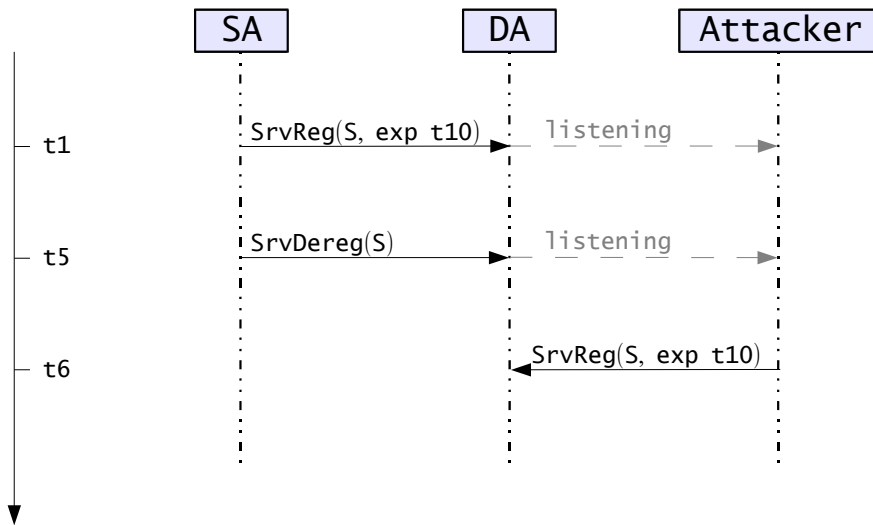 SA DA Attacker
t1 SrvReg(S, exp t10) listening
t5 SrvDereg(S) listening
t6 SrvReg(S, exp t10)